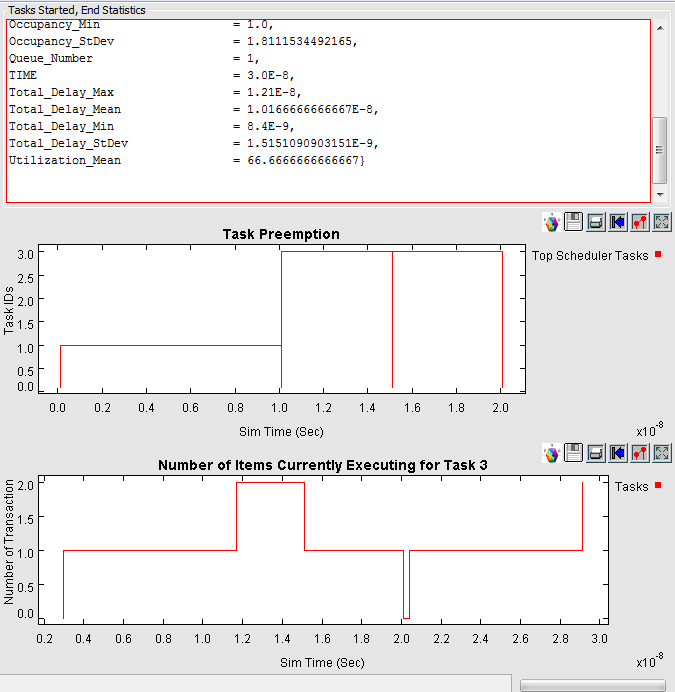 Tasks Started, End Statistics
Occupancy_Min = 1.0,
Occupancy_StDev = 1.8111534492165,
Queue_Number = 1,
TIME = 3.0E-8,
Total_Delay_Max = 1.21E-8,
Total_Delay_Mean = 1.0166666666667E-8,
Total_Delay_Min = 8.4E-9,
Total_Delay_StDev = 1.5151090903151E-9,
Utilization_Mean = 66.6666666666667}
Task Preemption
Top Scheduler Tasks
Task IDs
3.0
2.5
2.0
1.5
1.0
0.5
0.0
0.0 0.2 0.4 0.6 0.8 1.0 1.2 1.4 1.6 1.8 2.0
Sim Time (Sec)
x10-8
Number of Items Currently Executing for Task 3
Tasks
Number of Transaction
2.0
1.5
1.0
0.5
0.0
0.2 0.4 0.6 0.8 1.0 1.2 1.4 1.6 1.8 2.0 2.2 2.4 2.6 2.8 3.0
Sim Time (Sec)
x10-8